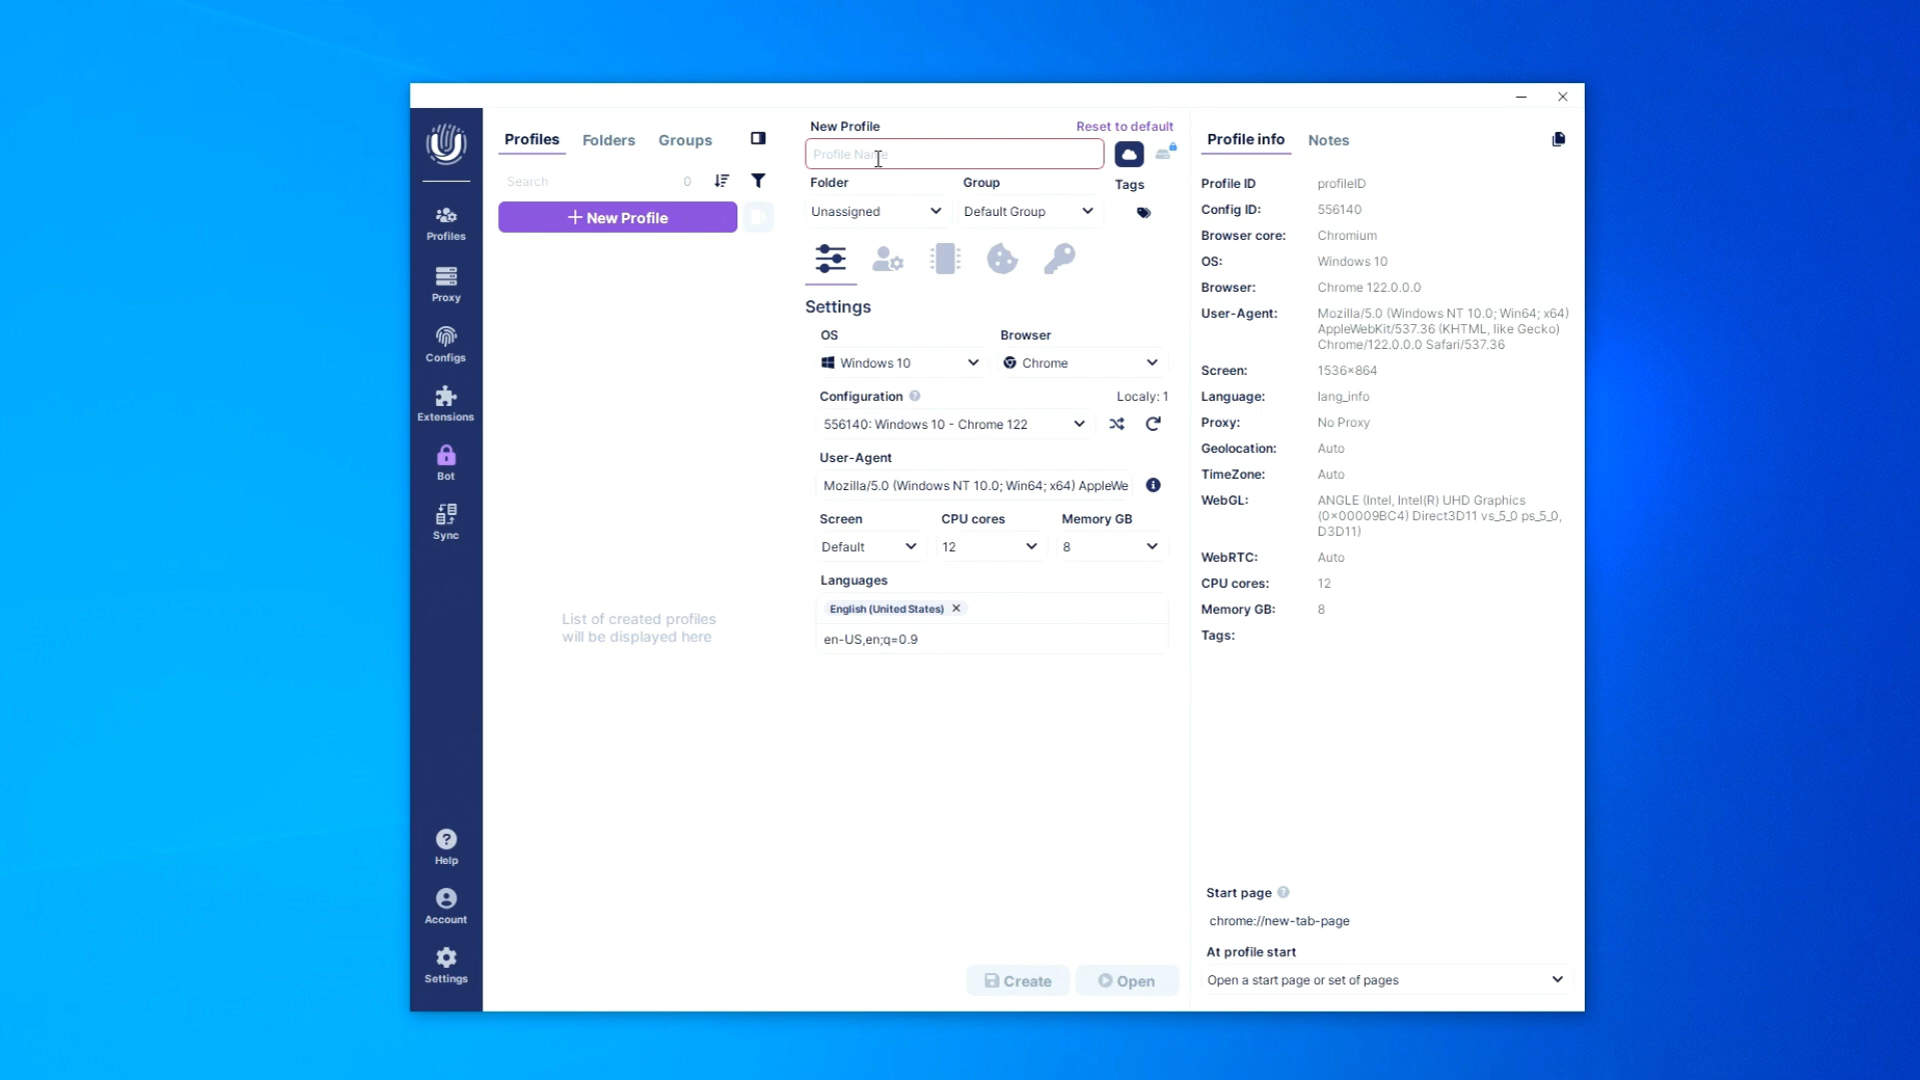 Profiles
Proxy
Configs
Extensions
Bot
Sync
Help
Account
Settings
Profiles Folders Groups
Search 0
+ New Profile
List of created profiles
will be displayed here
New Profile Reset to default
Profile Name
Folder Group Tags
Unassigned Default Group
Settings
OS Browser
Windows 10 Chrome
Configuration ? Localy: 1
556140: Windows 10 - Chrome 122
User-Agent
Mozilla/5.0 (Windows NT 10.0; Win64; x64) AppleWe
Screen CPU cores Memory GB
Default 12 8
Languages
English (United States)
en-US,en;q=0.9
Create Open
Profile info Notes
Profile ID profileID
Config ID: 556140
Browser core: Chromium
OS: Windows 10
Browser: Chrome 122.0.0.0
User-Agent: Mozilla/5.0 (Windows NT 10.0; Win64; x64)
AppleWebKit/537.36 (KHTML, like Gecko)
Chrome/122.0.0.0 Safari/537.36
Screen: 1536×864
Language: lang_info
Proxy: No Proxy
Geolocation: Auto
TimeZone: Auto
WebGL: ANGLE (Intel, Intel(R) UHD Graphics
(0×00009BC4) Direct3D11 vs_5_0 ps_5_0,
D3D11)
WebRTC: Auto
CPU cores: 12
Memory GB: 8
Tags:
Start page ?
chrome://new-tab-page
At profile start
Open a start page or set of pages